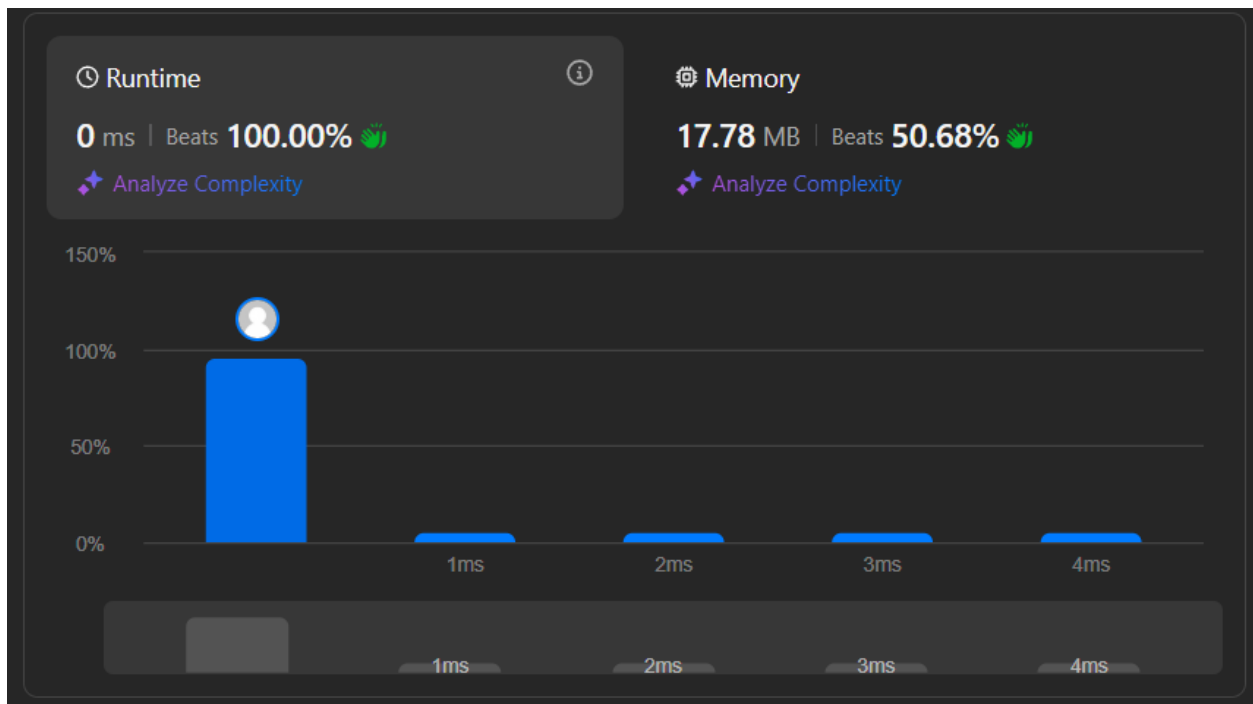 Runtime
0 ms | Beats 100.00%
Analyze Complexity
Memory
17.78 MB | Beats 50.68%
Analyze Complexity
150%
100%
50%
0%
1ms 2ms 3ms 4ms
1ms 2ms 3ms 4ms